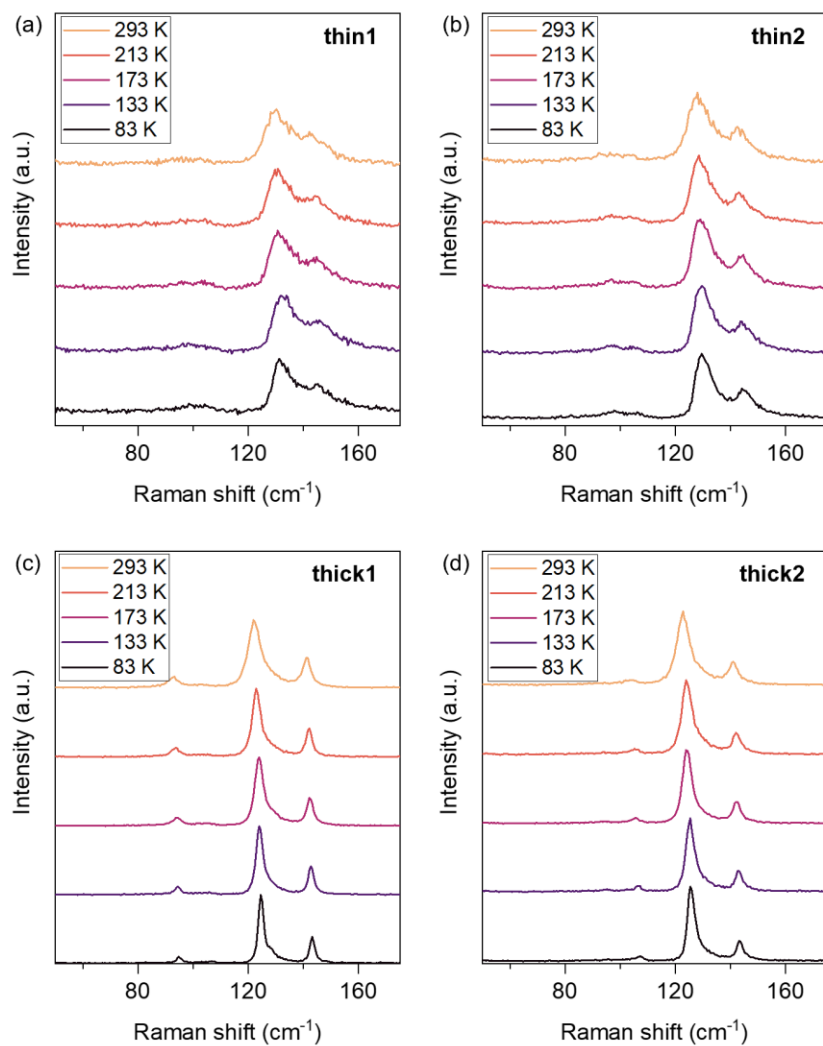 (a)
293 K
213 K
173 K
133 K
83 K
thin1
Intensity (a.u.)
80 120 160
Raman shift (cm-1)
(b)
293 K
213 K
173 K
133 K
83 K
thin2
Intensity (a.u.)
80 120 160
Raman shift (cm-1)
(c)
293 K
213 K
173 K
133 K
83 K
thick1
Intensity (a.u.)
80 120 160
Raman shift (cm-1)
(d)
293 K
213 K
173 K
133 K
83 K
thick2
Intensity (a.u.)
80 120 160
Raman shift (cm-1)